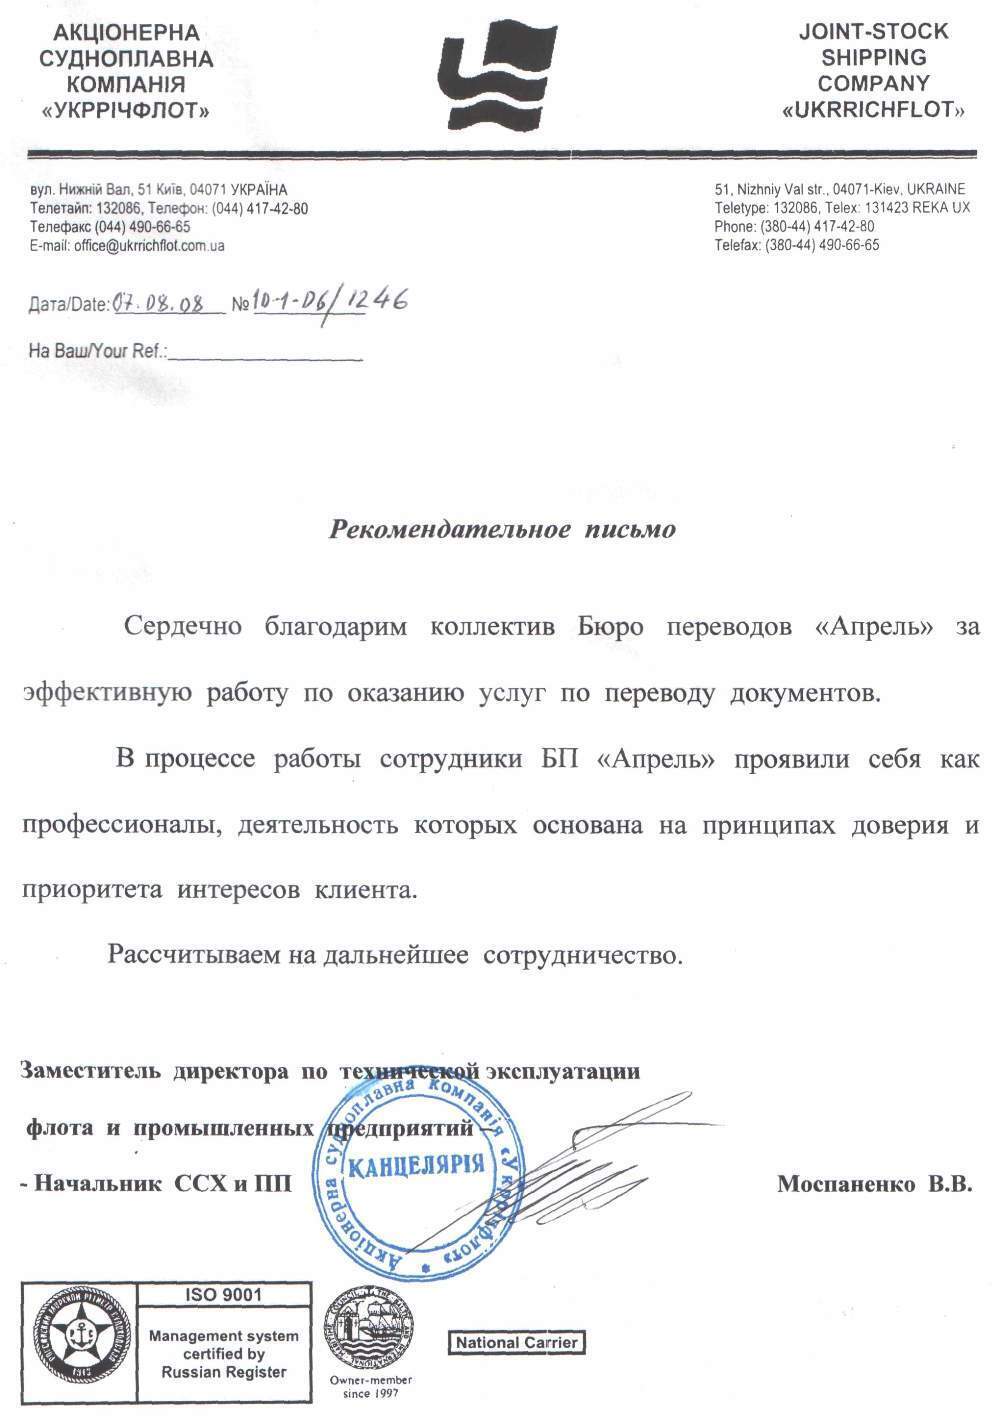 АКЦІОНЕРНА
СУДНОПЛАВНА
КОМПАНІЯ
«УКРРІЧФЛОТ»
JOINT-STOCK
SHIPPING
COMPANY
«UKRRICHFLOT»
вул. Нижній Вал, 51 Київ, 04071 УКРАЇНА
Телетайп: 132086, Телефон: (044) 417-42-80
Телефакс (044) 490-66-65
E-mail: office@ukrrichflot.com.ua
51, Nizhniy Val str., 04071-Kiev, UKRAINE
Teletype: 132086, Telex: 131423 REKA UX
Phone: (380-44) 417-42-80
Telefax: (380-44) 490-66-65
Дата/Date: 07.08.08 № 10-1-06/1246
На Ваш/Your Ref.:
Рекомендательное письмо
Сердечно благодарим коллектив Бюро переводов «Апрель» за
эффективную работу по оказанию услуг по переводу документов.
В процессе работы сотрудники БП «Апрель» проявили себя как
профессионалы, деятельность которых основана на принципах доверия и
приоритета интересов клиента.
Рассчитываем на дальнейшее сотрудничество.
Заместитель директора по технической эксплуатации
флота и промышленных предприятий –
- Начальник ССХ и ПП
Моспаненко В.В.
Акціонерна судноплавна компанія «Укррічфлот» *
КАНЦЕЛЯРІЯ
1913
ISO 9001
Management system
certified by
Russian Register
Owner-member
since 1997
National Carrier